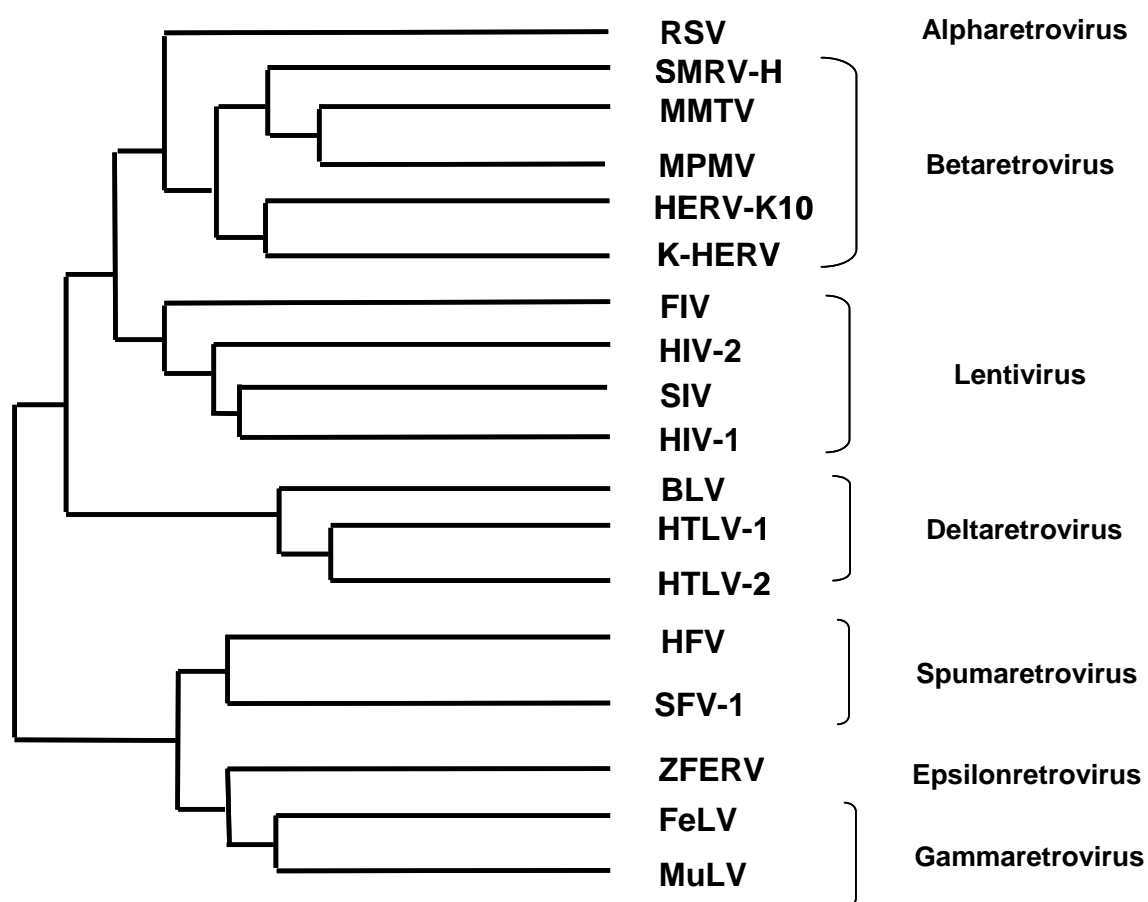 RSV Alpharetrovirus
SMRV-H
MMTV
MPMV Betaretrovirus
HERV-K10
K-HERV
FIV
HIV-2
SIV Lentivirus
HIV-1
BLV
HTLV-1 Deltaretrovirus
HTLV-2
HFV
SFV-1 Spumaretrovirus
ZFERV Epsilonretrovirus
FeLV
MuLV Gammaretrovirus